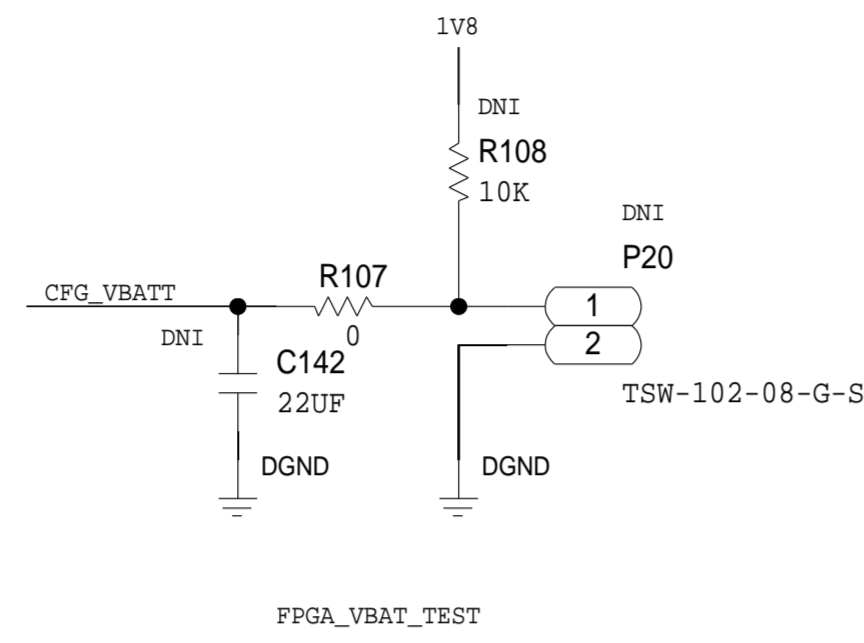 1V8
DNI
R108
10K
DNI
P20
CFG_VBATT
R107
0
1
2
DNI
C142
22UF
TSW-102-08-G-S
DGND
DGND
FPGA_VBAT_TEST